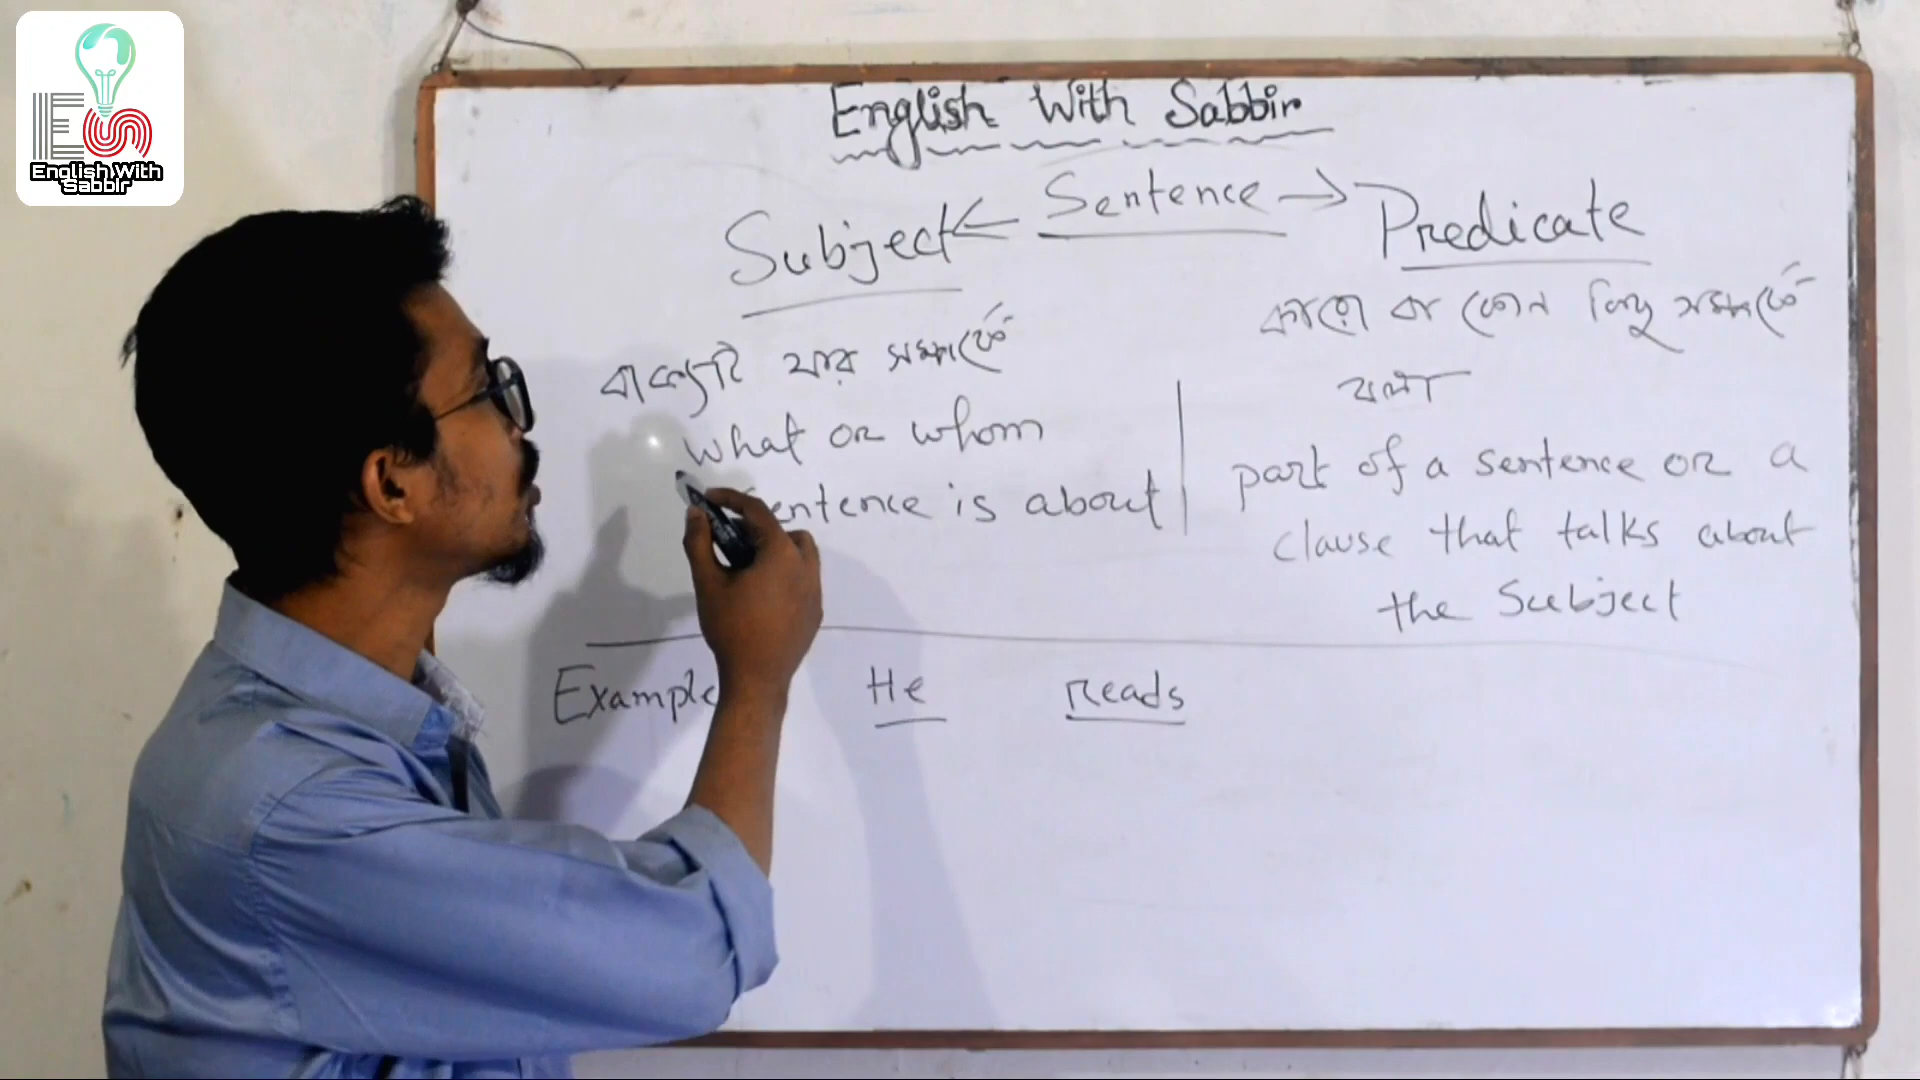 English With
Sabbir
English With Sabbir
Subject ← Sentence → Predicate
বাক্যটি যার সম্পর্কে
what or whom
sentence is about
কারো বা কোন কিছু সম্পর্কে
বলা
part of a sentence or a
clause that talks about
the Subject
Example He reads